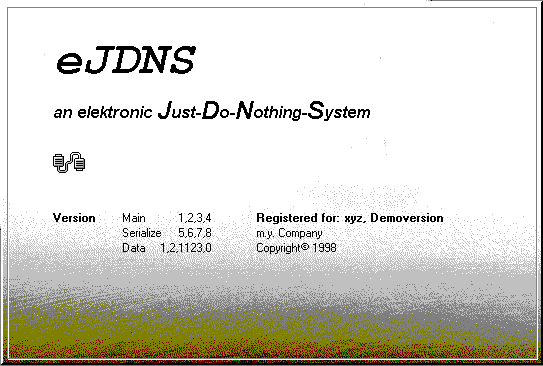 eJDNS
an elektronic Just-Do-Nothing-System
Version Main 1,2,3,4 Registered for: xyz, Demoversion
Serialize 5,6,7,8 m.y. Company
Data 1,2,1123,0 Copyright© 1998